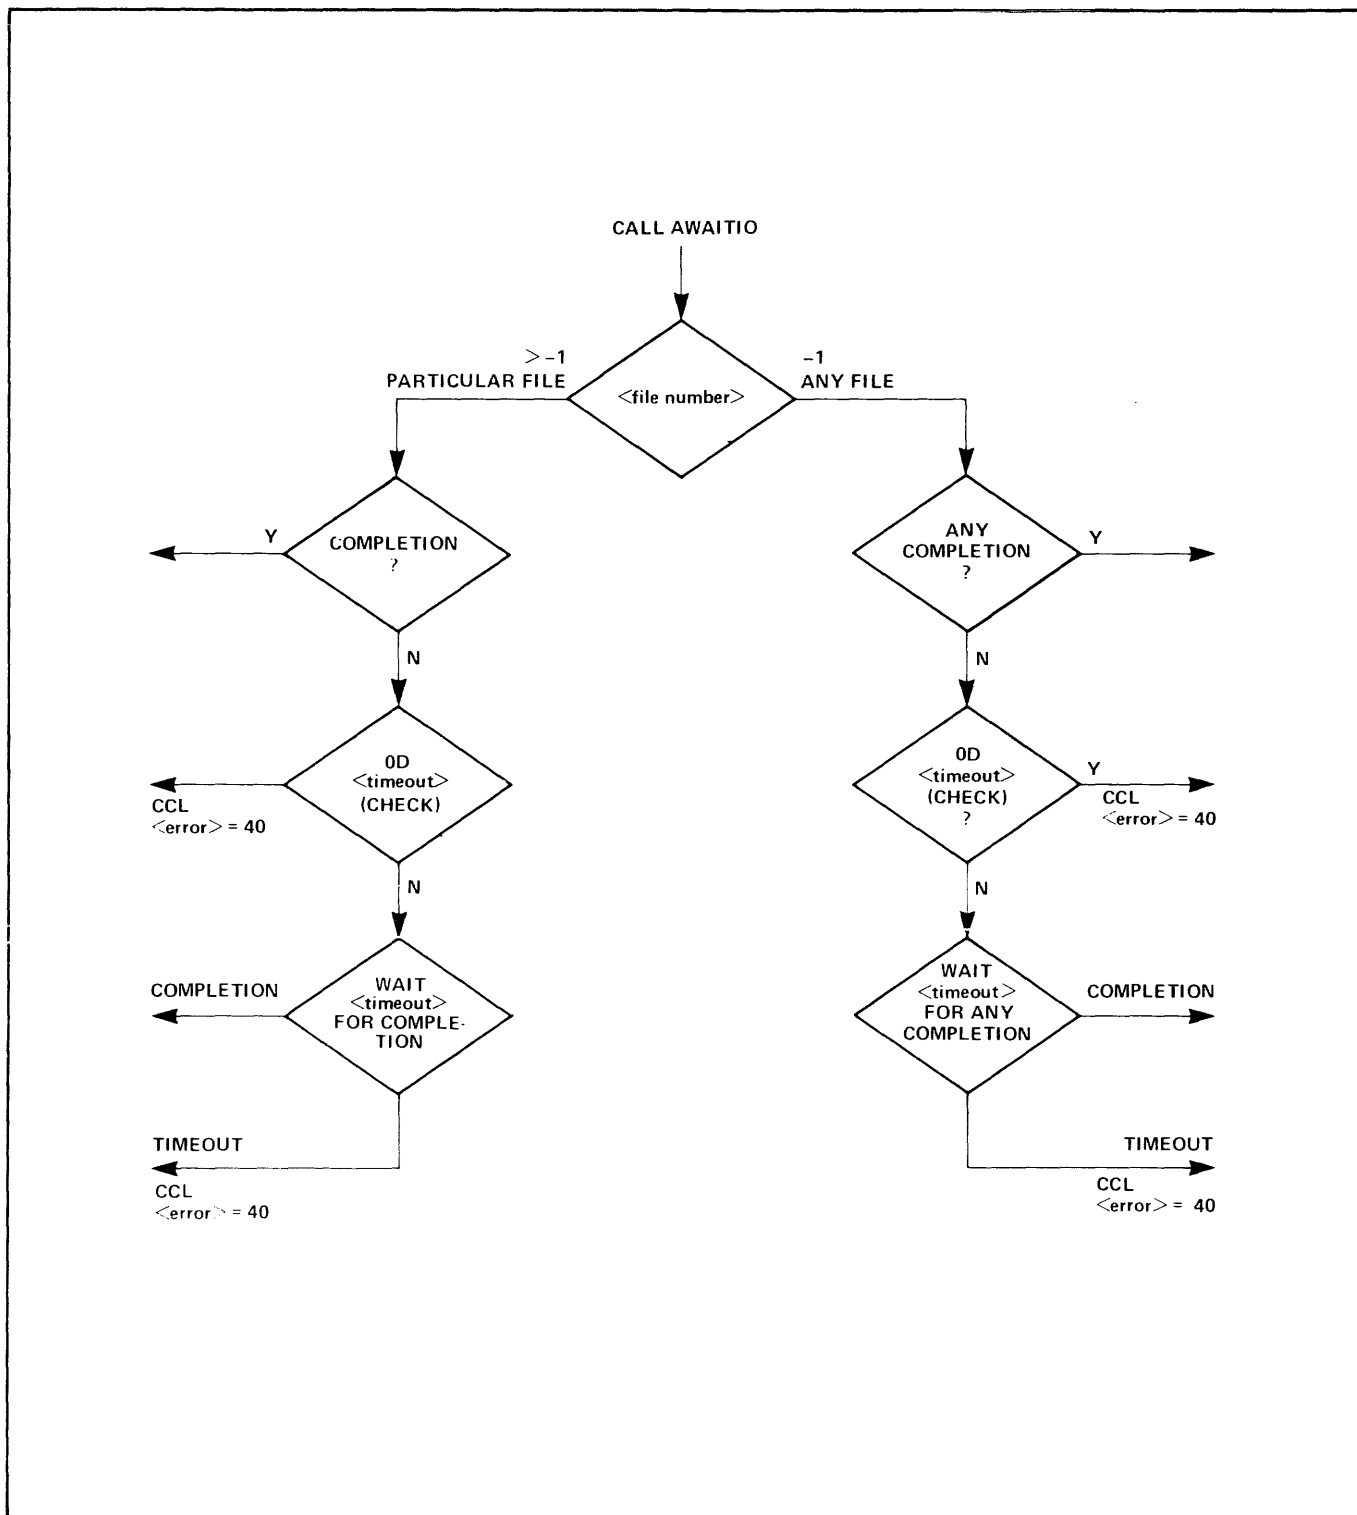 CALL AWAITIO
>-1
PARTICULAR FILE
<file number>
-1
ANY FILE
Y
COMPLETION
?
ANY
COMPLETION
?
Y
N
N
0D
<timeout>
(CHECK)
CCL
<error> = 40
0D
<timeout>
(CHECK)
?
Y
CCL
<error> = 40
N
N
COMPLETION
WAIT
<timeout>
FOR COMPLE-
TION
WAIT
<timeout>
FOR ANY
COMPLETION
COMPLETION
TIMEOUT
CCL
<error> = 40
TIMEOUT
CCL
<error> = 40